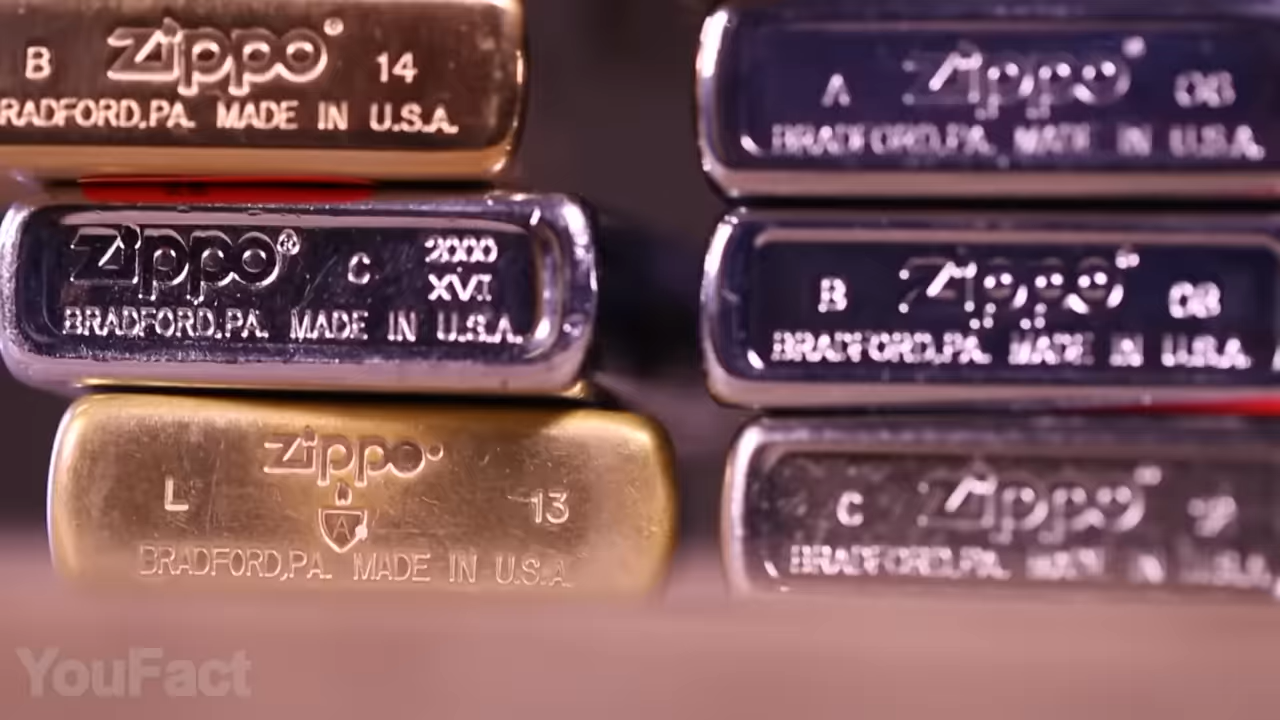 B Zippo® 14
RADFORD,PA. MADE IN U.S.A.
Zippo® C 2000
XVI
BRADFORD,PA. MADE IN U.S.A.
Zippo
L 13
A
BRADFORD,PA. MADE IN U.S.A.
A Zippo 08
BRADFORD,PA. MADE IN U.S.A.
B Zippo 08
BRADFORD,PA. MADE IN U.S.A.
C Zippo
BRADFORD,PA. MADE IN U.S.A.
YouFact